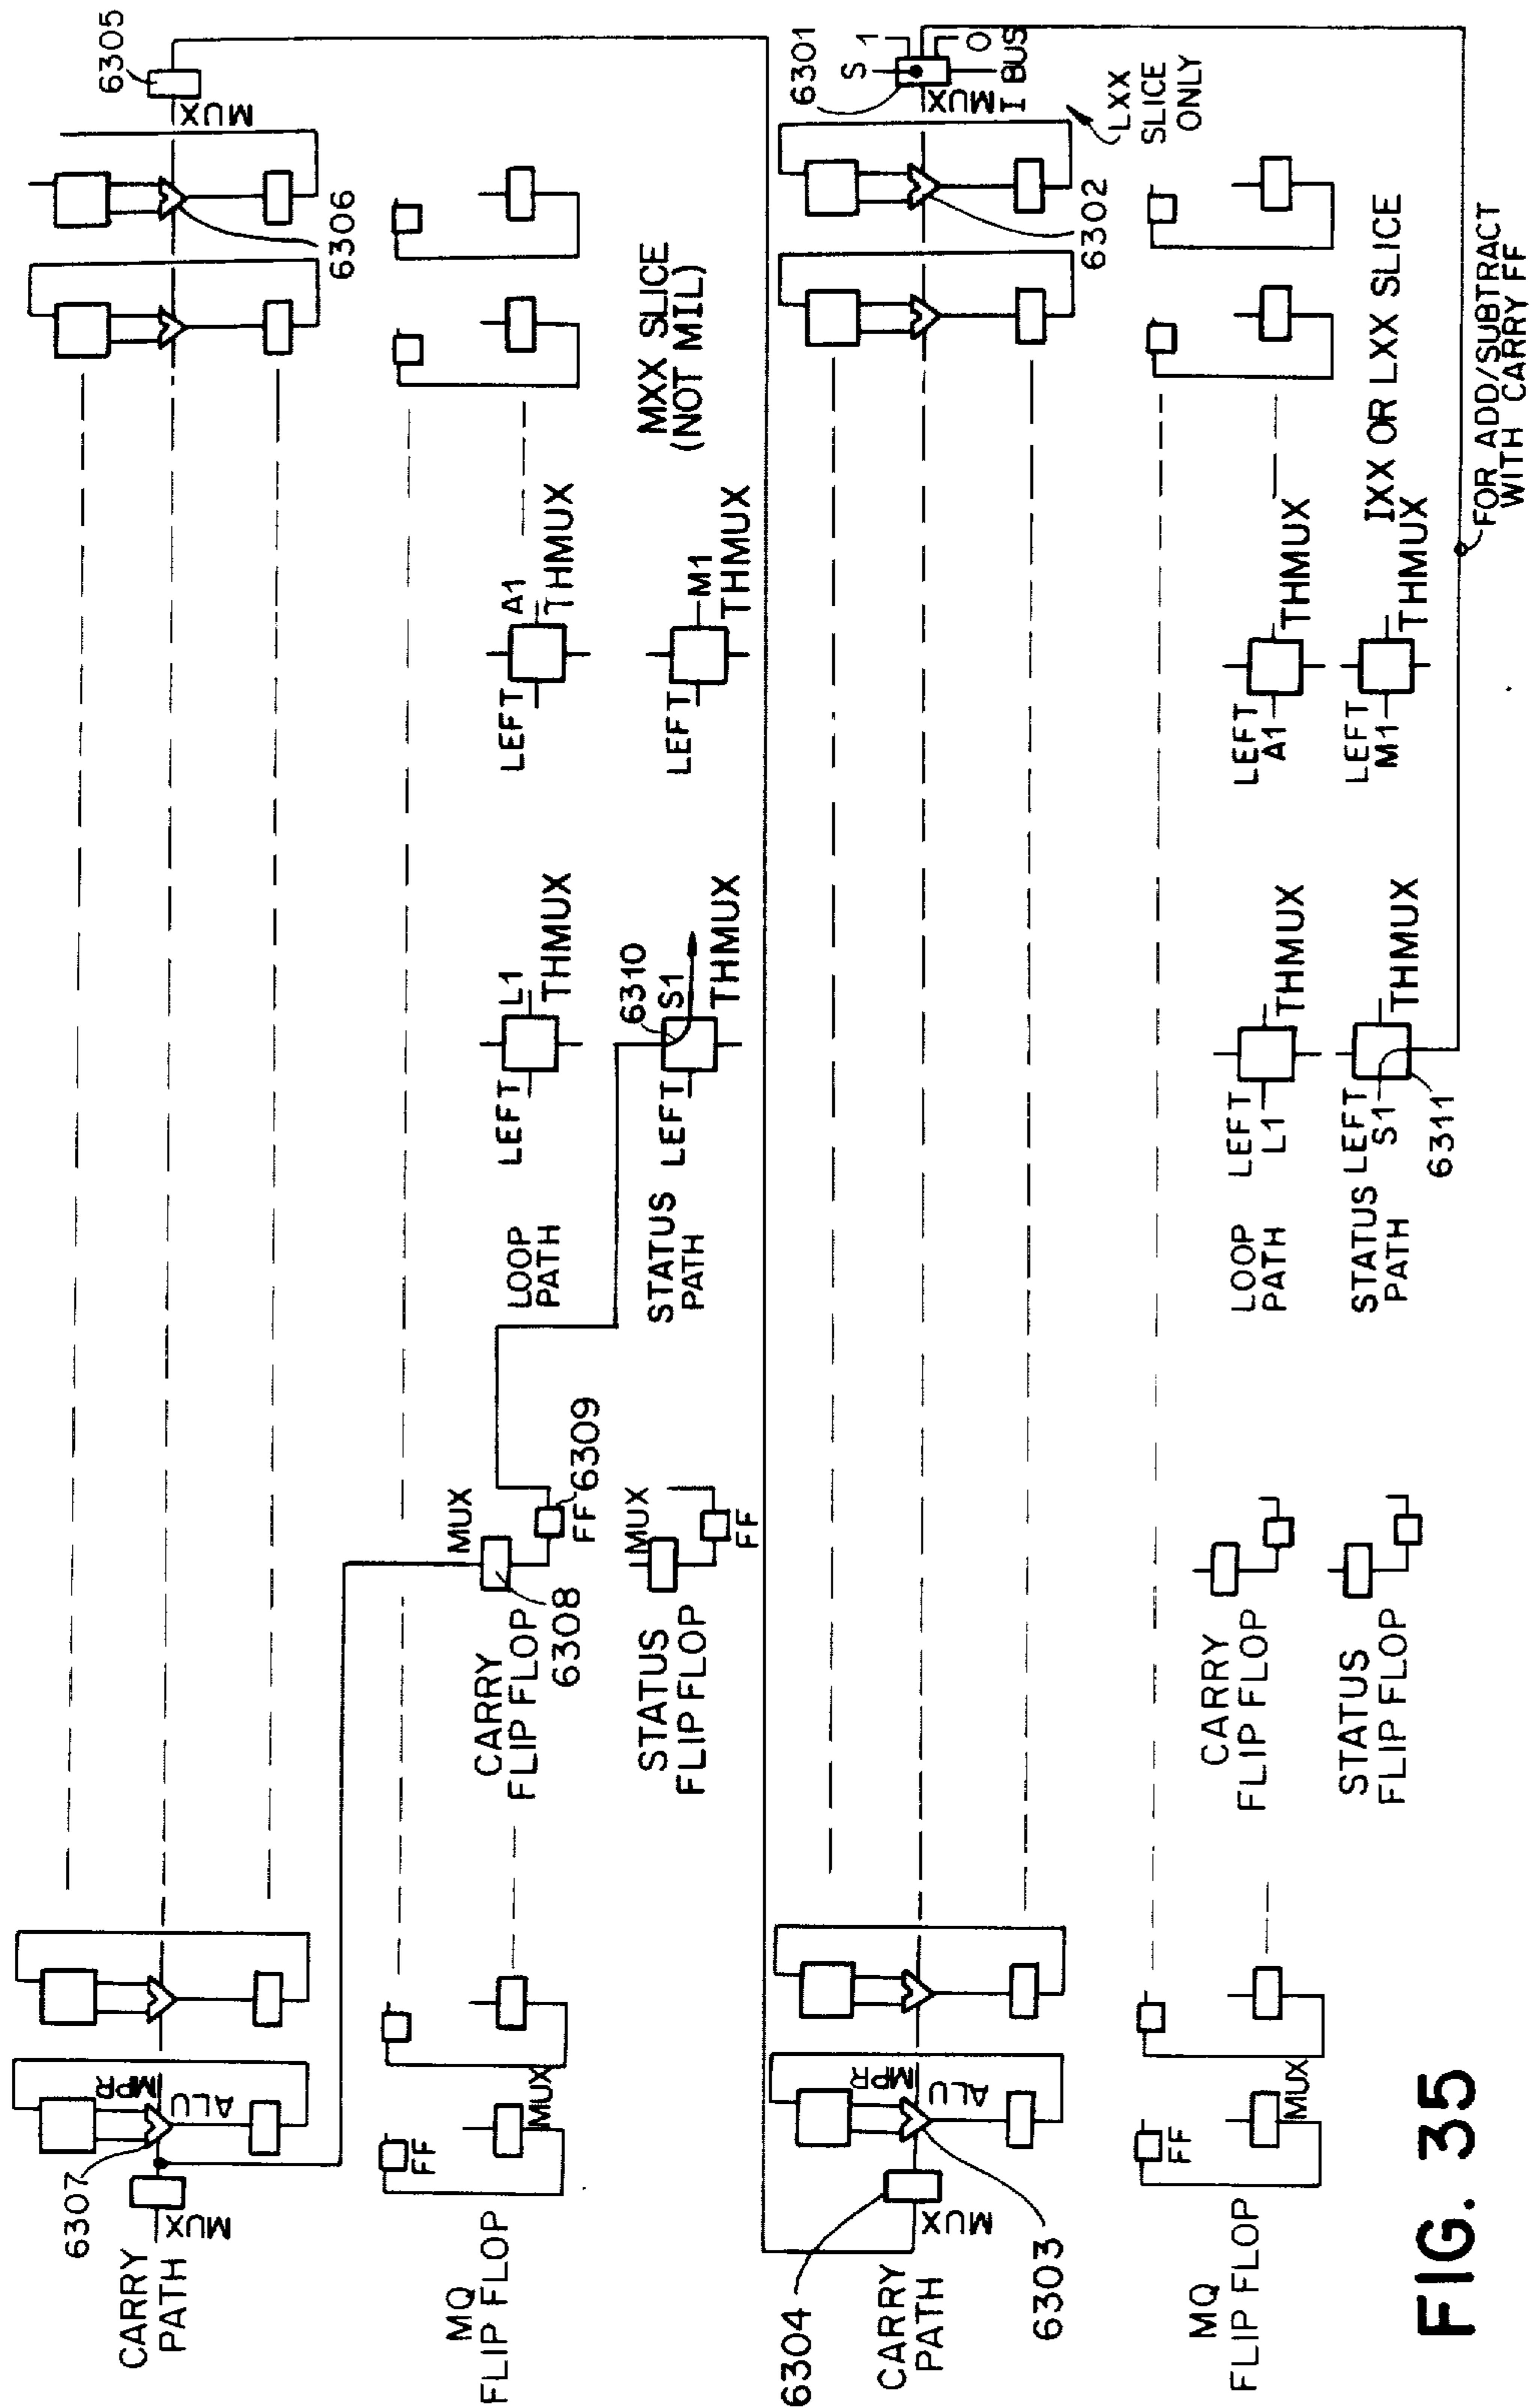 CARRY
PATH
6307
MUX
MPR
ALU
6306
MUX
6305
MQ
FLIP FLOP
FF
MUX
CARRY
FLIP FLOP
6308
MUX
FF
6309
STATUS
FLIP FLOP
MUX
FF
LOOP
PATH
LEFT
L1
THMUX
STATUS
PATH
LEFT
6310
S1
THMUX
LEFT
A1
THMUX
LEFT
M1
THMUX
MXX SLICE
(NOT MIL)
6304
CARRY
PATH
MUX
6303
MPR
ALU
6302
6301
S
1
0
MUX
I BUS
LXX
SLICE
ONLY
MQ
FLIP FLOP
FF
MUX
CARRY
FLIP FLOP
STATUS
FLIP FLOP
LOOP
PATH
LEFT
L1
THMUX
STATUS
PATH
LEFT
S1
THMUX
6311
LEFT
A1
THMUX
LEFT
M1
THMUX
IXX OR LXX SLICE
FOR ADD/SUBTRACT
WITH CARRY FF
FIG. 35